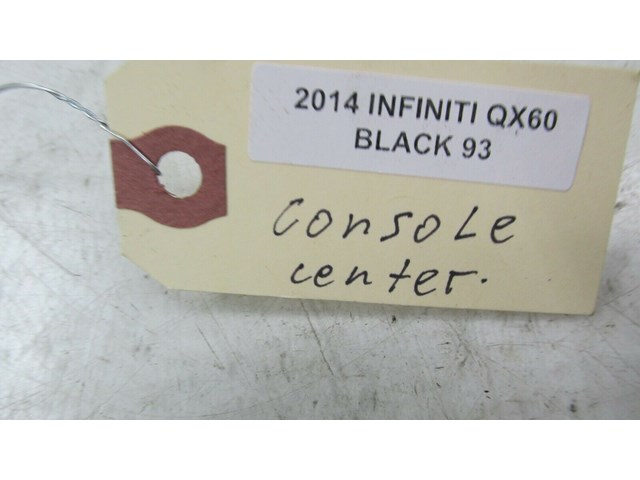 2014 INFINITI QX60
BLACK 93
Console
center.